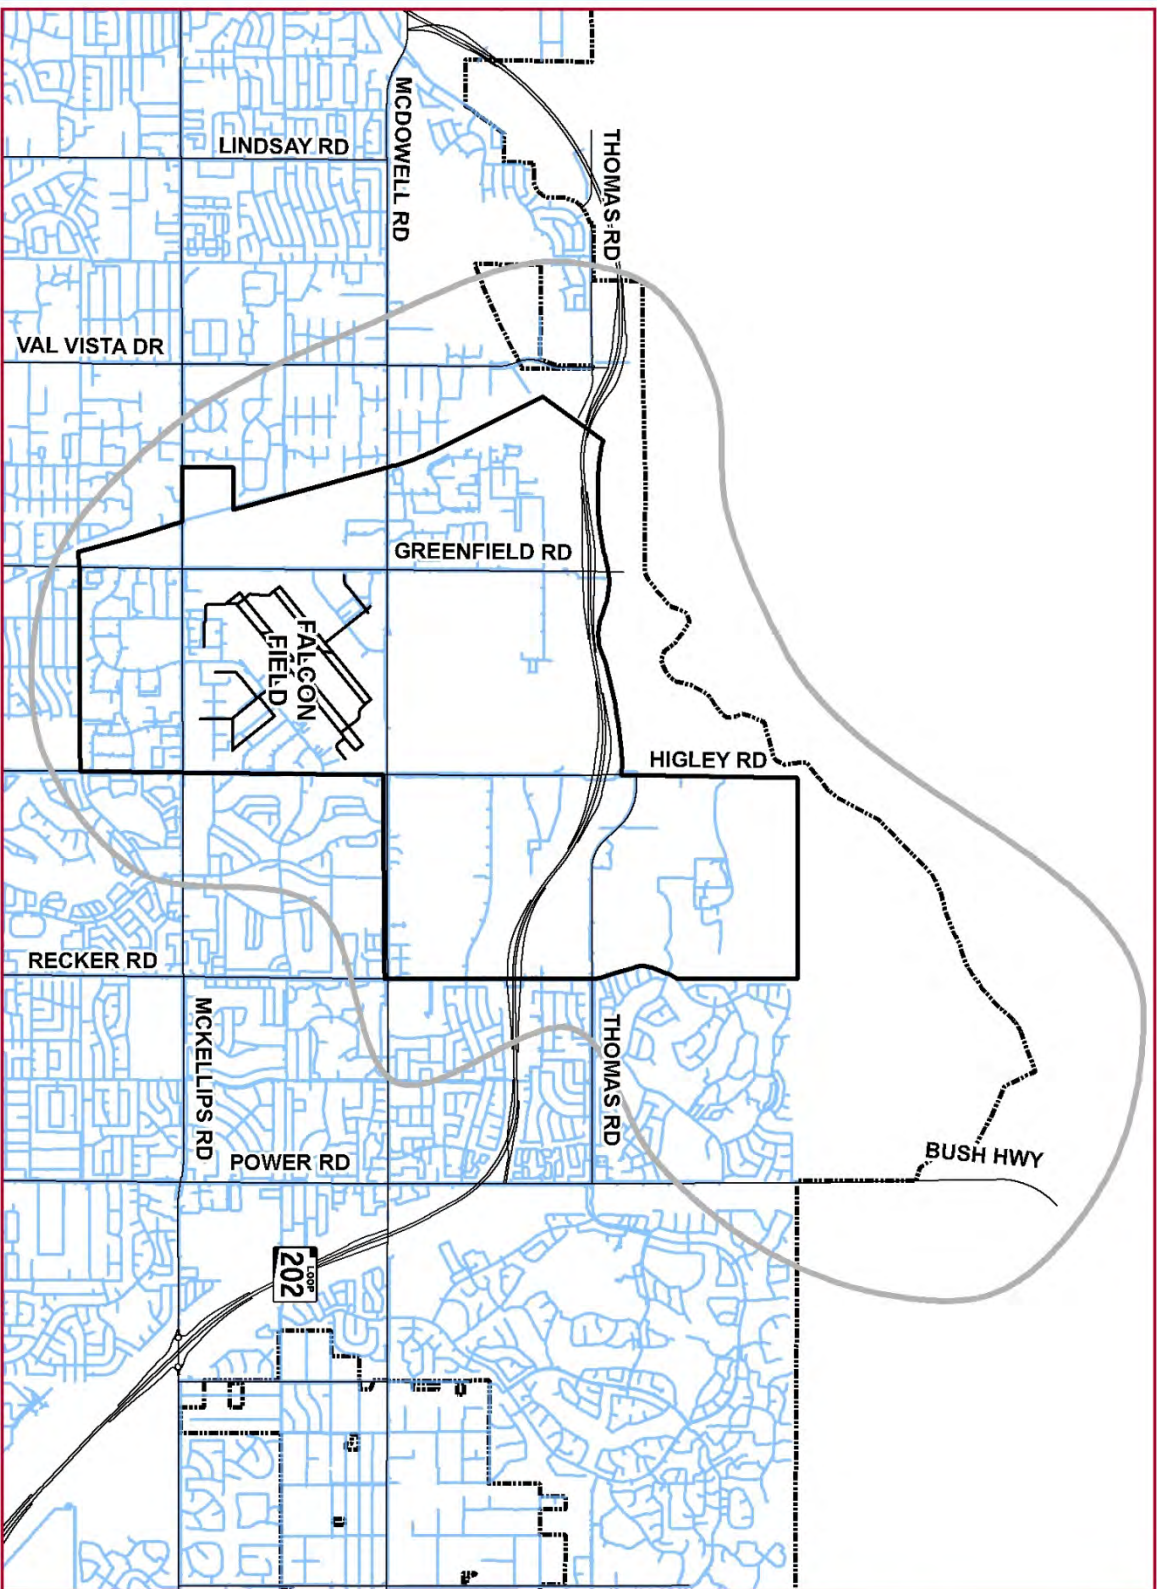 MCDOWELL RD
LINDSAY RD
THOMAS RD
VAL VISTA DR
GREENFIELD RD
FALCON
FIELD
HIGLEY RD
RECKER RD
MCKELLIPS RD
THOMAS RD
POWER RD
BUSH HWY
LOOP
202